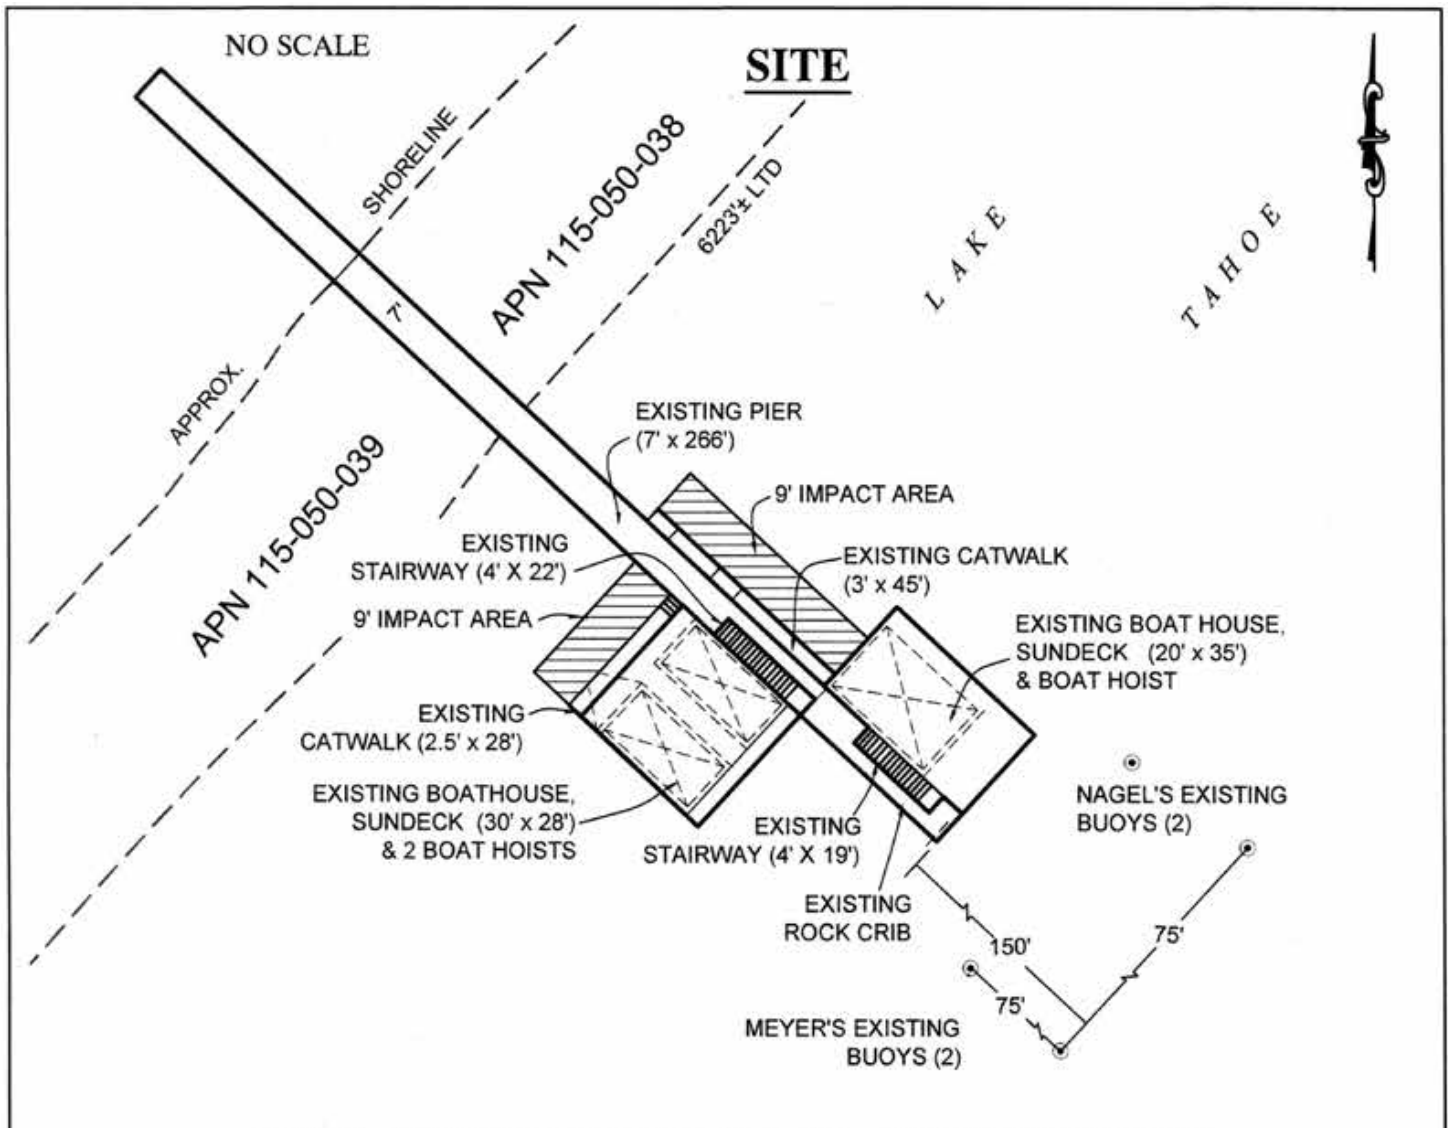 NO SCALE
SITE
SHORELINE
APN 115-050-038
6223'± LTD
LAKE
TAHOE
7'
APPROX.
APN 115-050-039
EXISTING PIER
(7' x 266')
9' IMPACT AREA
EXISTING
STAIRWAY (4' X 22')
EXISTING CATWALK
(3' x 45')
9' IMPACT AREA
EXISTING BOAT HOUSE,
SUNDECK (20' x 35')
& BOAT HOIST
EXISTING
CATWALK (2.5' x 28')
EXISTING BOATHOUSE,
SUNDECK (30' x 28')
& 2 BOAT HOISTS
EXISTING
STAIRWAY (4' X 19')
NAGEL'S EXISTING
BUOYS (2)
EXISTING
ROCK CRIB
150'
75'
75'
MEYER'S EXISTING
BUOYS (2)